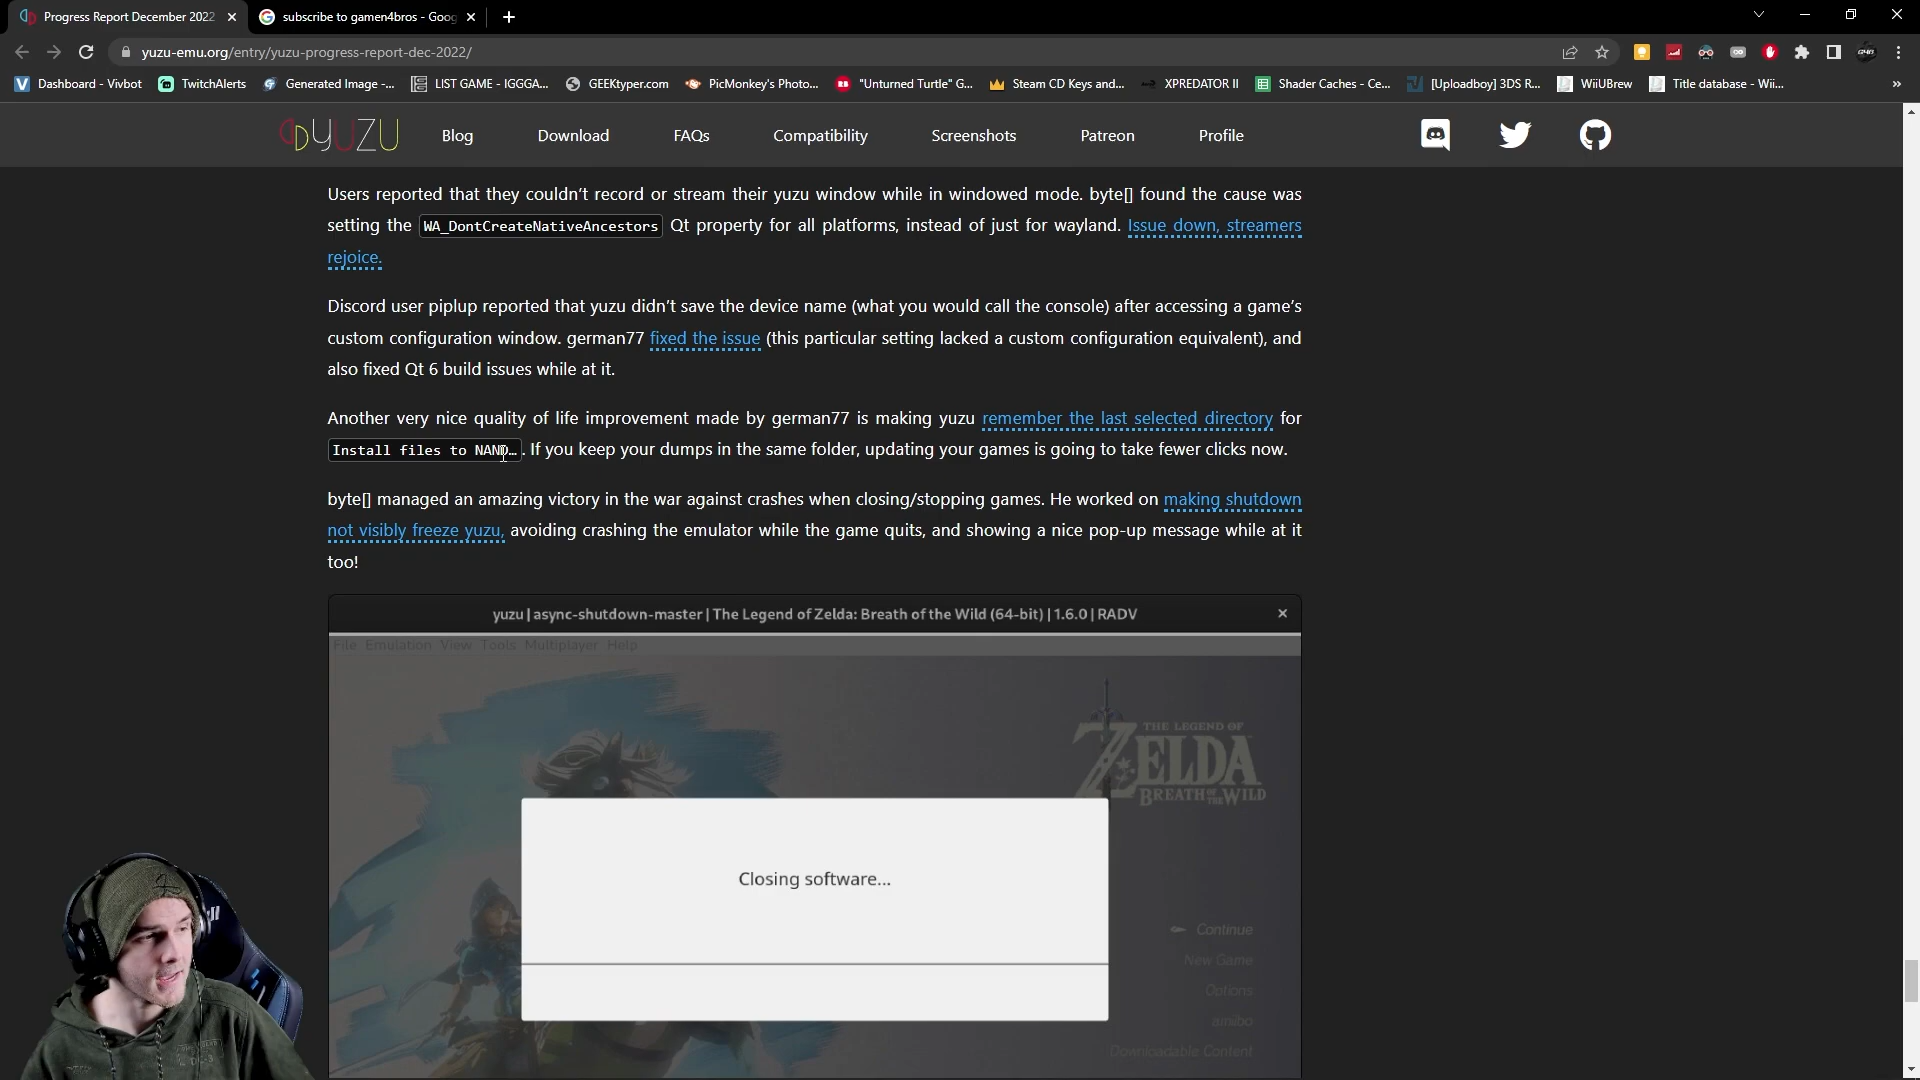 Progress Report December 2022
subscribe to gamen4bros - Goog
yuzu-emu.org/entry/yuzu-progress-report-dec-2022/
Dashboard - Vivbot
TwitchAlerts
Generated Image -...
LIST GAME - IGGGA...
GEEKtyper.com
PicMonkey's Photo...
"Unturned Turtle" G...
Steam CD Keys and...
XPREDATOR II
Shader Caches - Ce...
[Uploadboy] 3DS R...
WiiUBrew
Title database - Wii...
»
YUZU
Blog
Download
FAQs
Compatibility
Screenshots
Patreon
Profile
Users reported that they couldn't record or stream their yuzu window while in windowed mode. byte[] found the cause was
setting the WA_DontCreateNativeAncestors Qt property for all platforms, instead of just for wayland. Issue down, streamers
rejoice.
Discord user piplup reported that yuzu didn't save the device name (what you would call the console) after accessing a game's
custom configuration window. german77 fixed the issue (this particular setting lacked a custom configuration equivalent), and
also fixed Qt 6 build issues while at it.
Another very nice quality of life improvement made by german77 is making yuzu remember the last selected directory for
Install files to NAND…. If you keep your dumps in the same folder, updating your games is going to take fewer clicks now.
byte[] managed an amazing victory in the war against crashes when closing/stopping games. He worked on making shutdown
not visibly freeze yuzu, avoiding crashing the emulator while the game quits, and showing a nice pop-up message while at it
too!
yuzu | async-shutdown-master | The Legend of Zelda: Breath of the Wild (64-bit) | 1.6.0 | RADV
File Emulation View Tools Multiplayer Help
THE LEGEND OF
ZELDA
BREATH OF THE WILD
Closing software...
Continue
New Game
Options
amiibo
Downloadable Content